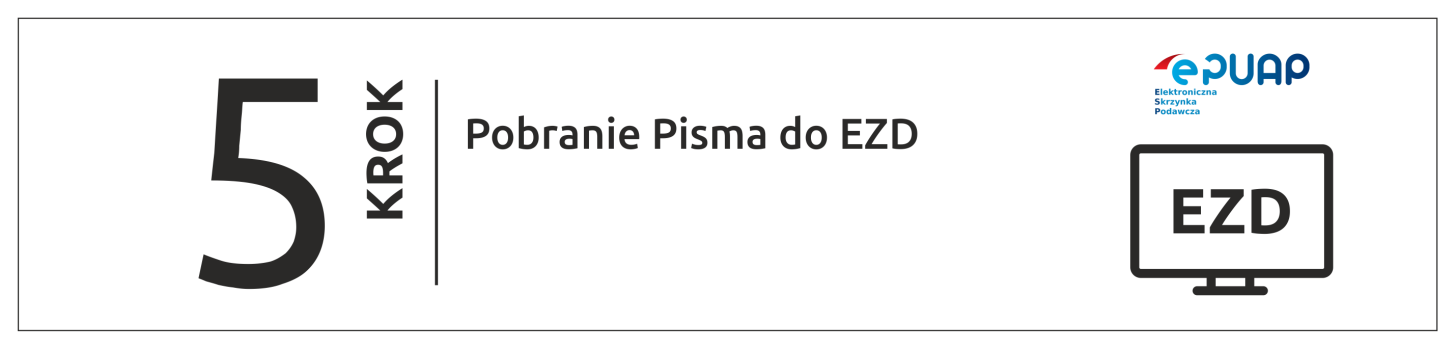 5
KROK
Pobranie Pisma do EZD
ePUAP
Elektroniczna
Skrzynka
Podawcza
EZD